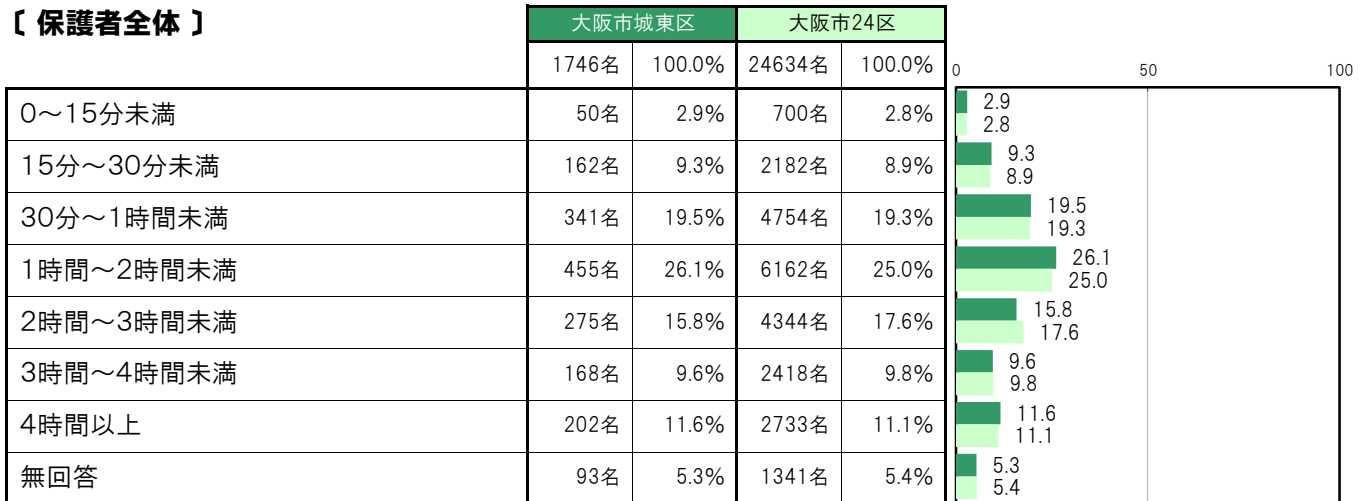 〔 保護者全体 〕
大阪市城東区 大阪市24区
1746名 100.0% 24634名 100.0%
0 50 100
0～15分未満 50名 2.9% 700名 2.8% 2.9
2.8
15分～30分未満 162名 9.3% 2182名 8.9% 9.3
8.9
30分～1時間未満 341名 19.5% 4754名 19.3% 19.5
19.3
1時間～2時間未満 455名 26.1% 6162名 25.0% 26.1
25.0
2時間～3時間未満 275名 15.8% 4344名 17.6% 15.8
17.6
3時間～4時間未満 168名 9.6% 2418名 9.8% 9.6
9.8
4時間以上 202名 11.6% 2733名 11.1% 11.6
11.1
無回答 93名 5.3% 1341名 5.4% 5.3
5.4